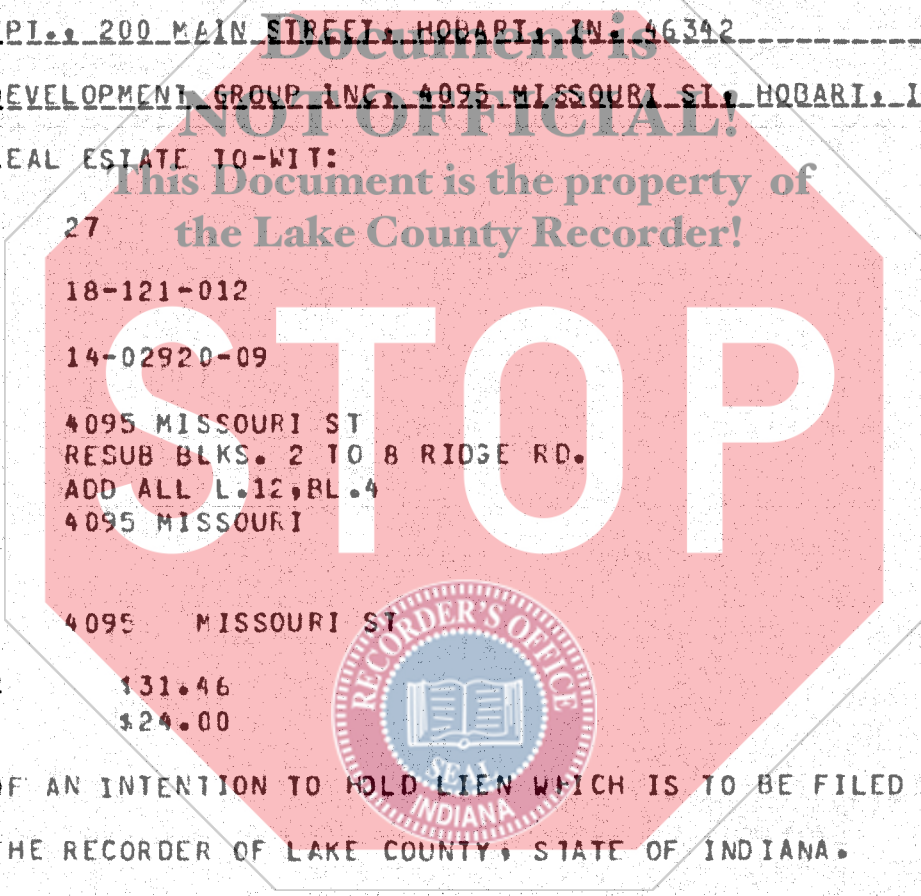 PT., 200 MAIN STREET, HOBART, IN. 46342
Document is
EVELOPMENT GROUP INC, 4095 MISSOURI ST, HOBART, I
NOT OFFICIAL!
EAL ESTATE TO-WIT:
This Document is the property of
27
the Lake County Recorder!
18-121-012
14-02920-09
STOP
4095 MISSOURI ST
RESUB BLKS. 2 TO 8 RIDGE RD.
ADD ALL L.12,BL.4
4095 MISSOURI
4095 MISSOURI ST
RECORDER'S OFFICE
$31.46
$24.00
SEAL
F AN INTENTION TO HOLD LIEN WHICH IS TO BE FILED
INDIANA
HE RECORDER OF LAKE COUNTY, STATE OF INDIANA.